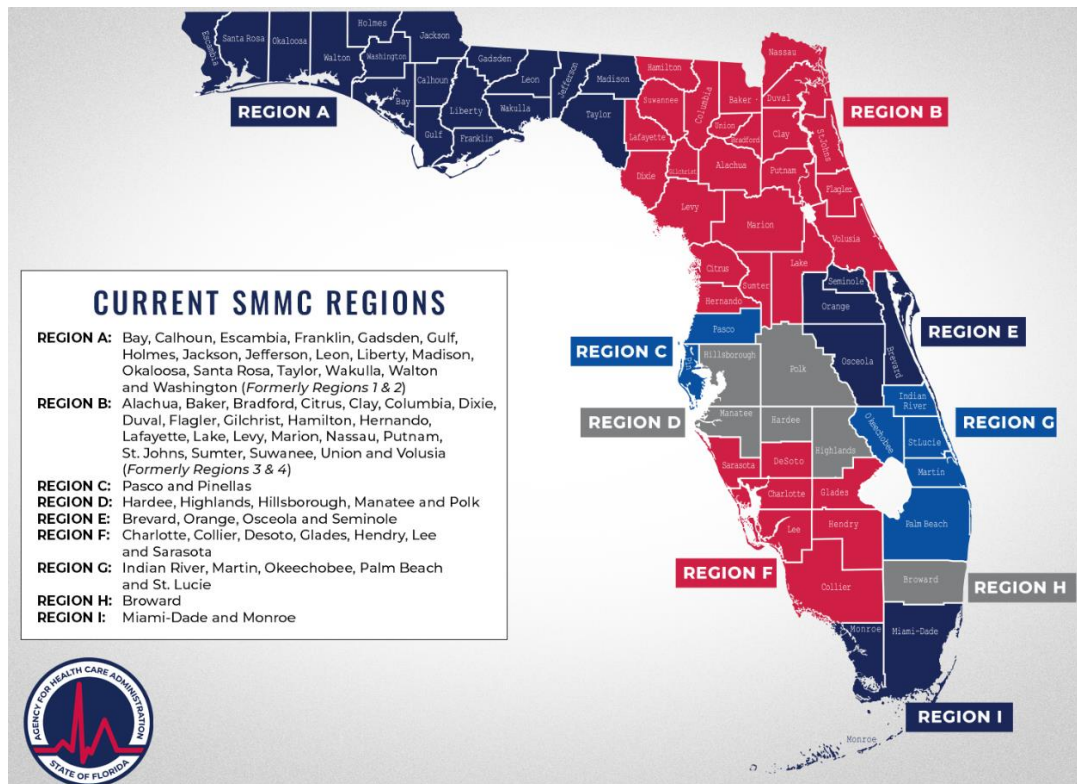 Holmes
Jackson
Escambia
Santa Rosa
Okaloosa
Walton
Washington
Gadsden
Calhoun
Leon
Jefferson
Madison
Bay
Liberty
Wakulla
Taylor
Gulf
Franklin
REGION A
Nassau
Hamilton
Suwannee
Columbia
Baker
Duval
REGION B
Lafayette
Union
Bradford
Clay
St Johns
Dixie
Gilchrist
Alachua
Putnam
Flagler
Levy
Marion
Volusia
Citrus
Sumter
Lake
Hernando
Seminole
Orange
REGION E
Pasco
REGION C
Hillsborough
Polk
Osceola
Brevard
Indian
River
REGION D
Manatee
Hardee
Highlands
Okeechobee
StLucie
REGION G
Sarasota
DeSoto
Martin
Charlotte
Glades
Lee
Hendry
Palm Beach
REGION F
Collier
Broward
REGION H
Monroe
Miami-Dade
REGION I
Monroe
CURRENT SMMC REGIONS
REGION A: Bay, Calhoun, Escambia, Franklin, Gadsden, Gulf,
Holmes, Jackson, Jefferson, Leon, Liberty, Madison,
Okaloosa, Santa Rosa, Taylor, Wakulla, Walton
and Washington (Formerly Regions 1 & 2)
REGION B: Alachua, Baker, Bradford, Citrus, Clay, Columbia, Dixie,
Duval, Flagler, Gilchrist, Hamilton, Hernando,
Lafayette, Lake, Levy, Marion, Nassau, Putnam,
St. Johns, Sumter, Suwanee, Union and Volusia
(Formerly Regions 3 & 4)
REGION C: Pasco and Pinellas
REGION D: Hardee, Highlands, Hillsborough, Manatee and Polk
REGION E: Brevard, Orange, Osceola and Seminole
REGION F: Charlotte, Collier, Desoto, Glades, Hendry, Lee
and Sarasota
REGION G: Indian River, Martin, Okeechobee, Palm Beach
and St. Lucie
REGION H: Broward
REGION I: Miami-Dade and Monroe
AGENCY FOR HEALTH CARE ADMINISTRATION
STATE OF FLORIDA